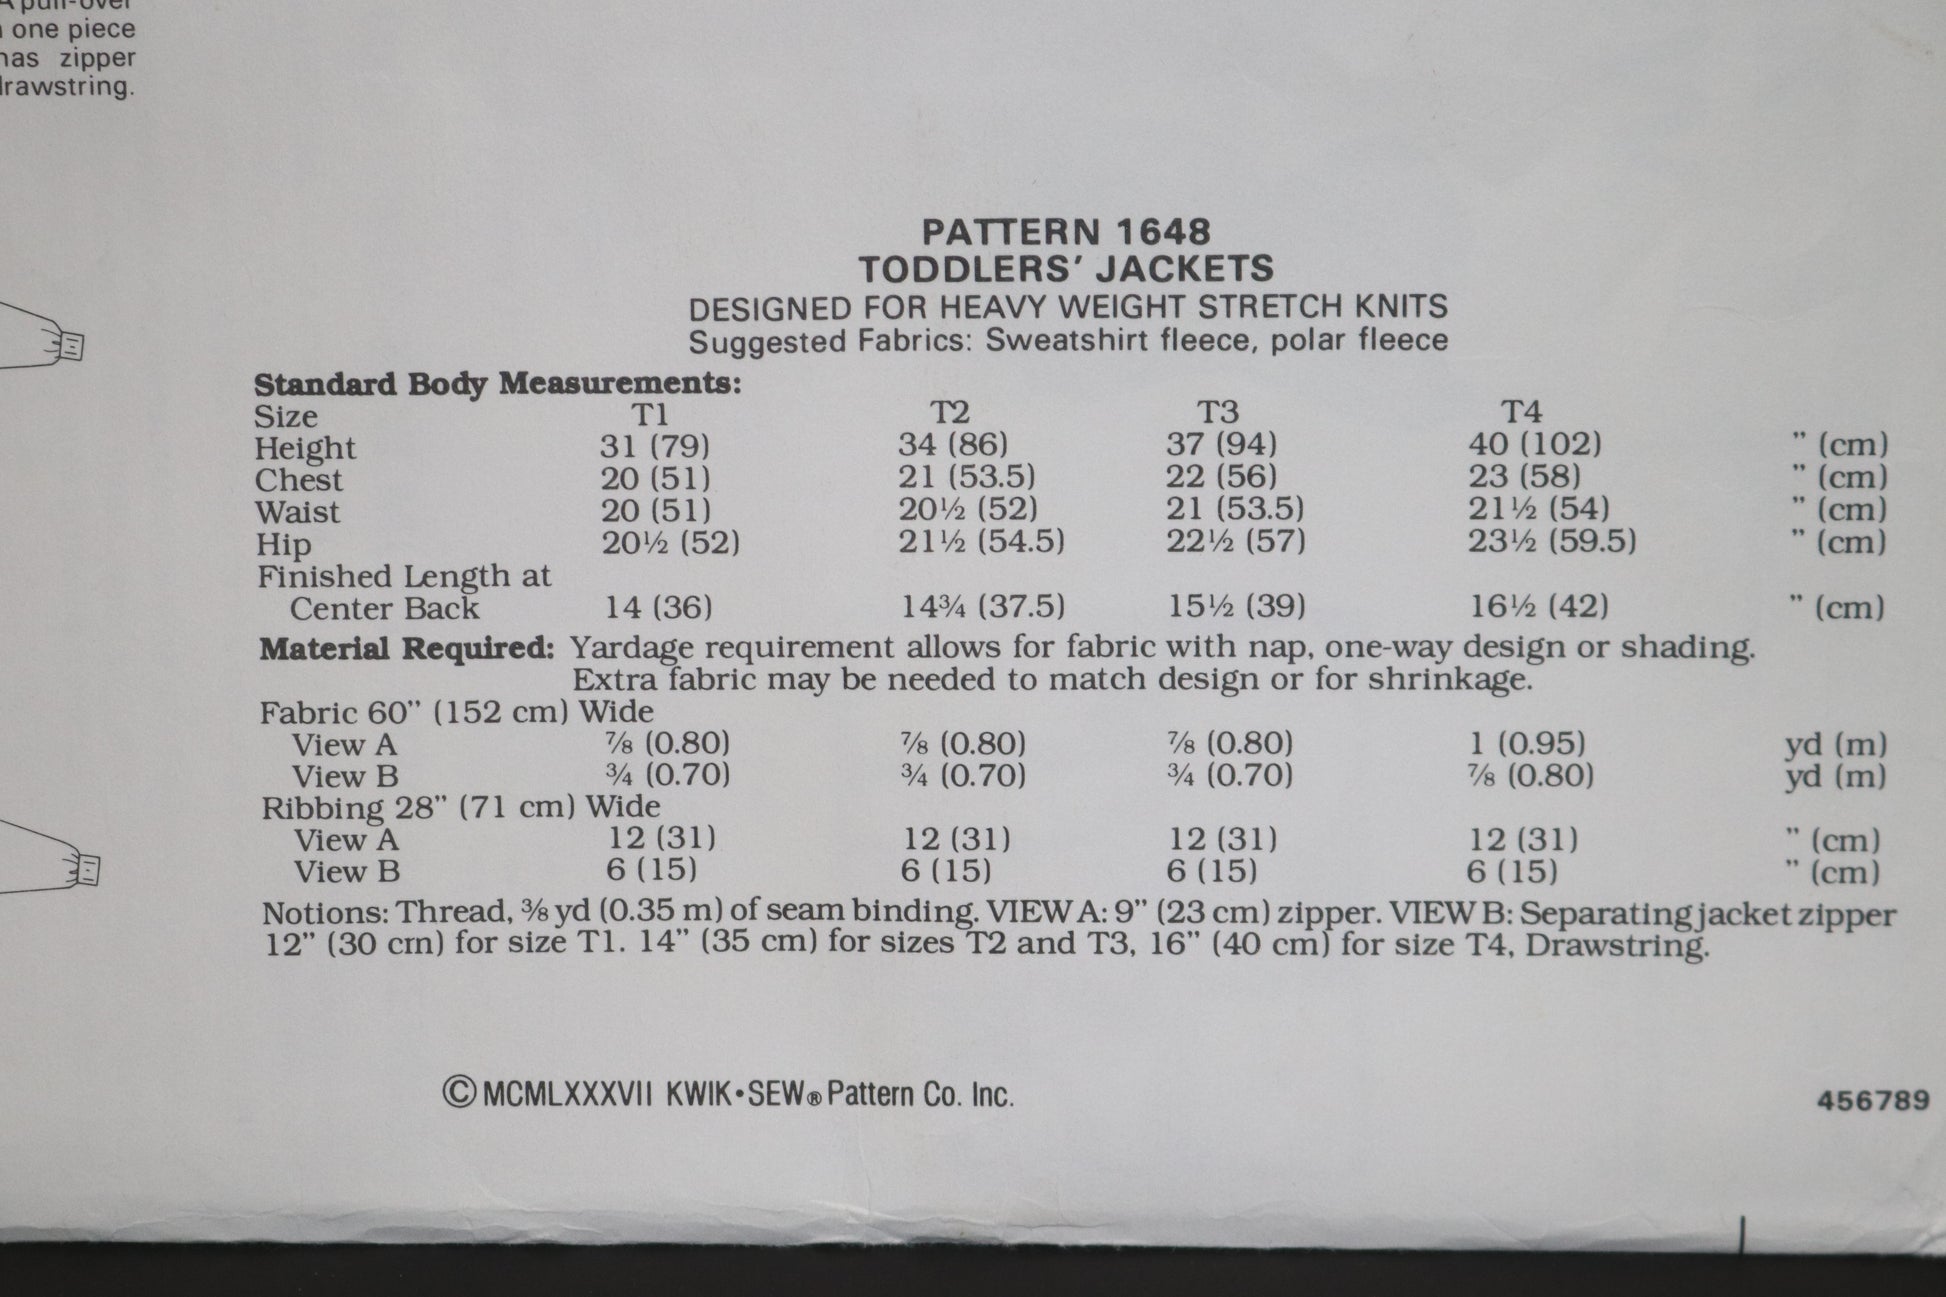 pull-over
one piece
has zipper
drawstring.
PATTERN 1648
TODDLERS’ JACKETS
DESIGNED FOR HEAVY WEIGHT STRETCH KNITS
Suggested Fabrics: Sweatshirt fleece, polar fleece
Standard Body Measurements:
Size T1 T2 T3 T4
Height 31 (79) 34 (86) 37 (94) 40 (102) ” (cm)
Chest 20 (51) 21 (53.5) 22 (56) 23 (58) ” (cm)
Waist 20 (51) 20½ (52) 21 (53.5) 21½ (54) ” (cm)
Hip 20½ (52) 21½ (54.5) 22½ (57) 23½ (59.5) ” (cm)
Finished Length at
Center Back 14 (36) 14¾ (37.5) 15½ (39) 16½ (42) ” (cm)
Material Required: Yardage requirement allows for fabric with nap, one-way design or shading.
Extra fabric may be needed to match design or for shrinkage.
Fabric 60” (152 cm) Wide
View A ⅞ (0.80) ⅞ (0.80) ⅞ (0.80) 1 (0.95) yd (m)
View B ¾ (0.70) ¾ (0.70) ¾ (0.70) ⅞ (0.80) yd (m)
Ribbing 28” (71 cm) Wide
View A 12 (31) 12 (31) 12 (31) 12 (31) ” (cm)
View B 6 (15) 6 (15) 6 (15) 6 (15) ” (cm)
Notions: Thread, ⅜ yd (0.35 m) of seam binding. VIEW A: 9” (23 cm) zipper. VIEW B: Separating jacket zipper
12” (30 cm) for size T1. 14” (35 cm) for sizes T2 and T3, 16” (40 cm) for size T4, Drawstring.
© MCMLXXXVII KWIK•SEW® Pattern Co. Inc.
456789